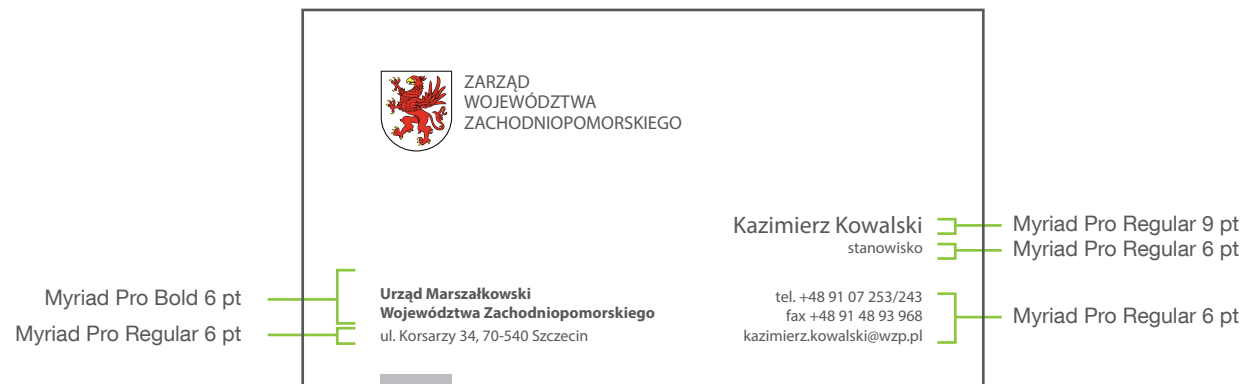 ZARZĄD
WOJEWÓDZTWA
ZACHODNIOPOMORSKIEGO
Kazimierz Kowalski
Myriad Pro Regular 9 pt
stanowisko
Myriad Pro Regular 6 pt
Myriad Pro Bold 6 pt
Urząd Marszałkowski
Województwa Zachodniopomorskiego
Myriad Pro Regular 6 pt
ul. Korsarzy 34, 70-540 Szczecin
tel. +48 91 07 253/243
fax +48 91 48 93 968
kazimierz.kowalski@wzp.pl
Myriad Pro Regular 6 pt